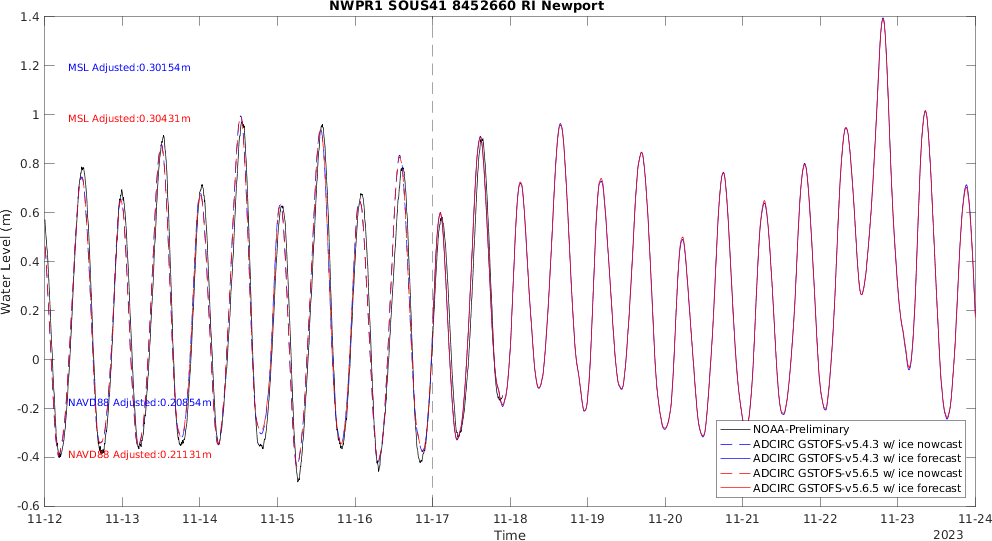 NWPR1 SOUS41 8452660 RI Newport
Water Level (m)
1.4
1.2
1
0.8
0.6
0.4
0.2
0
-0.2
-0.4
-0.6
MSL Adjusted:0.30154m
MSL Adjusted:0.30431m
NAVD88 Adjusted:0.20854m
NAVD88 Adjusted:0.21131m
NOAA-Preliminary
ADCIRC GSTOFS-v5.4.3 w/ ice nowcast
ADCIRC GSTOFS-v5.4.3 w/ ice forecast
ADCIRC GSTOFS-v5.6.5 w/ ice nowcast
ADCIRC GSTOFS-v5.6.5 w/ ice forecast
11-12 11-13 11-14 11-15 11-16 11-17 11-18 11-19 11-20 11-21 11-22 11-23 11-24
Time
2023